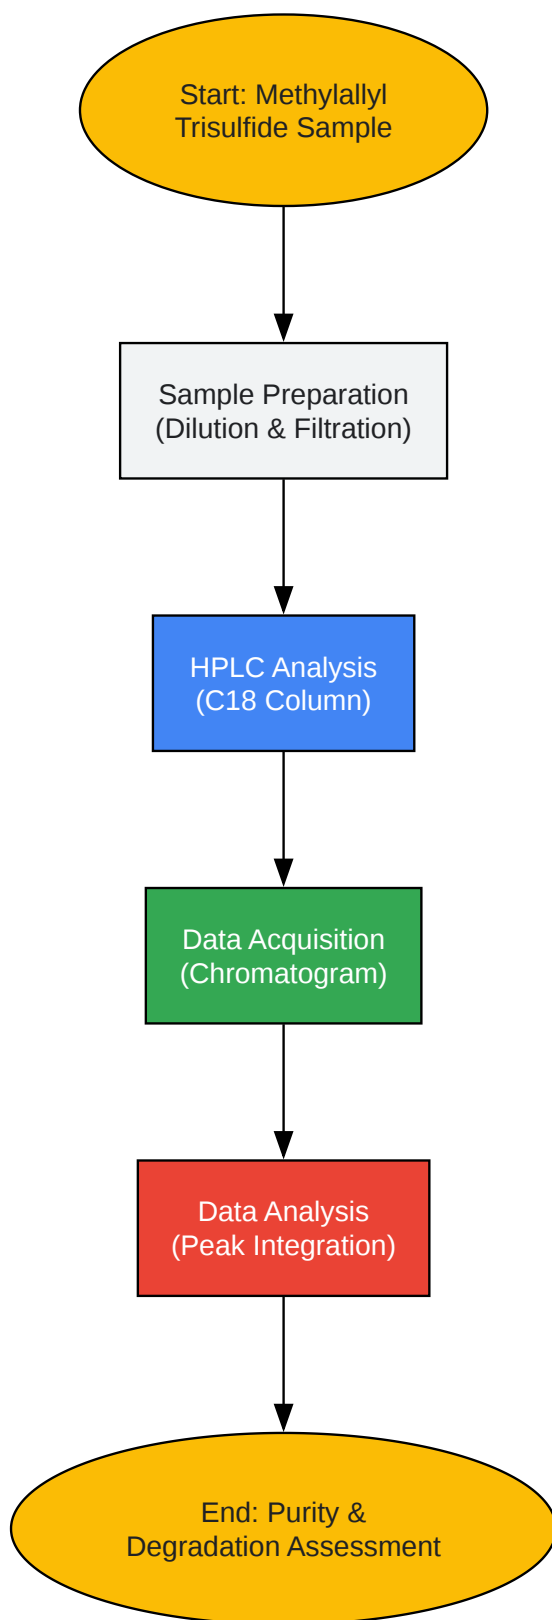 Start: Methylallyl
Trisulfide Sample
Sample Preparation
(Dilution & Filtration)
HPLC Analysis
(C18 Column)
Data Acquisition
(Chromatogram)
Data Analysis
(Peak Integration)
End: Purity &
Degradation Assessment